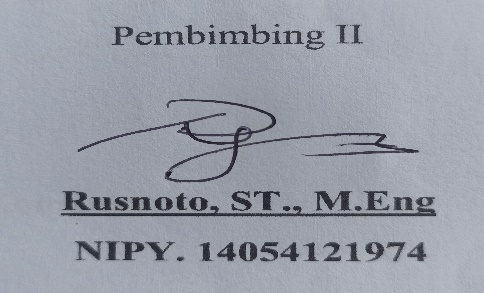 Pembimbing II
Rusnoto, ST., M.Eng
NIPY. 14054121974